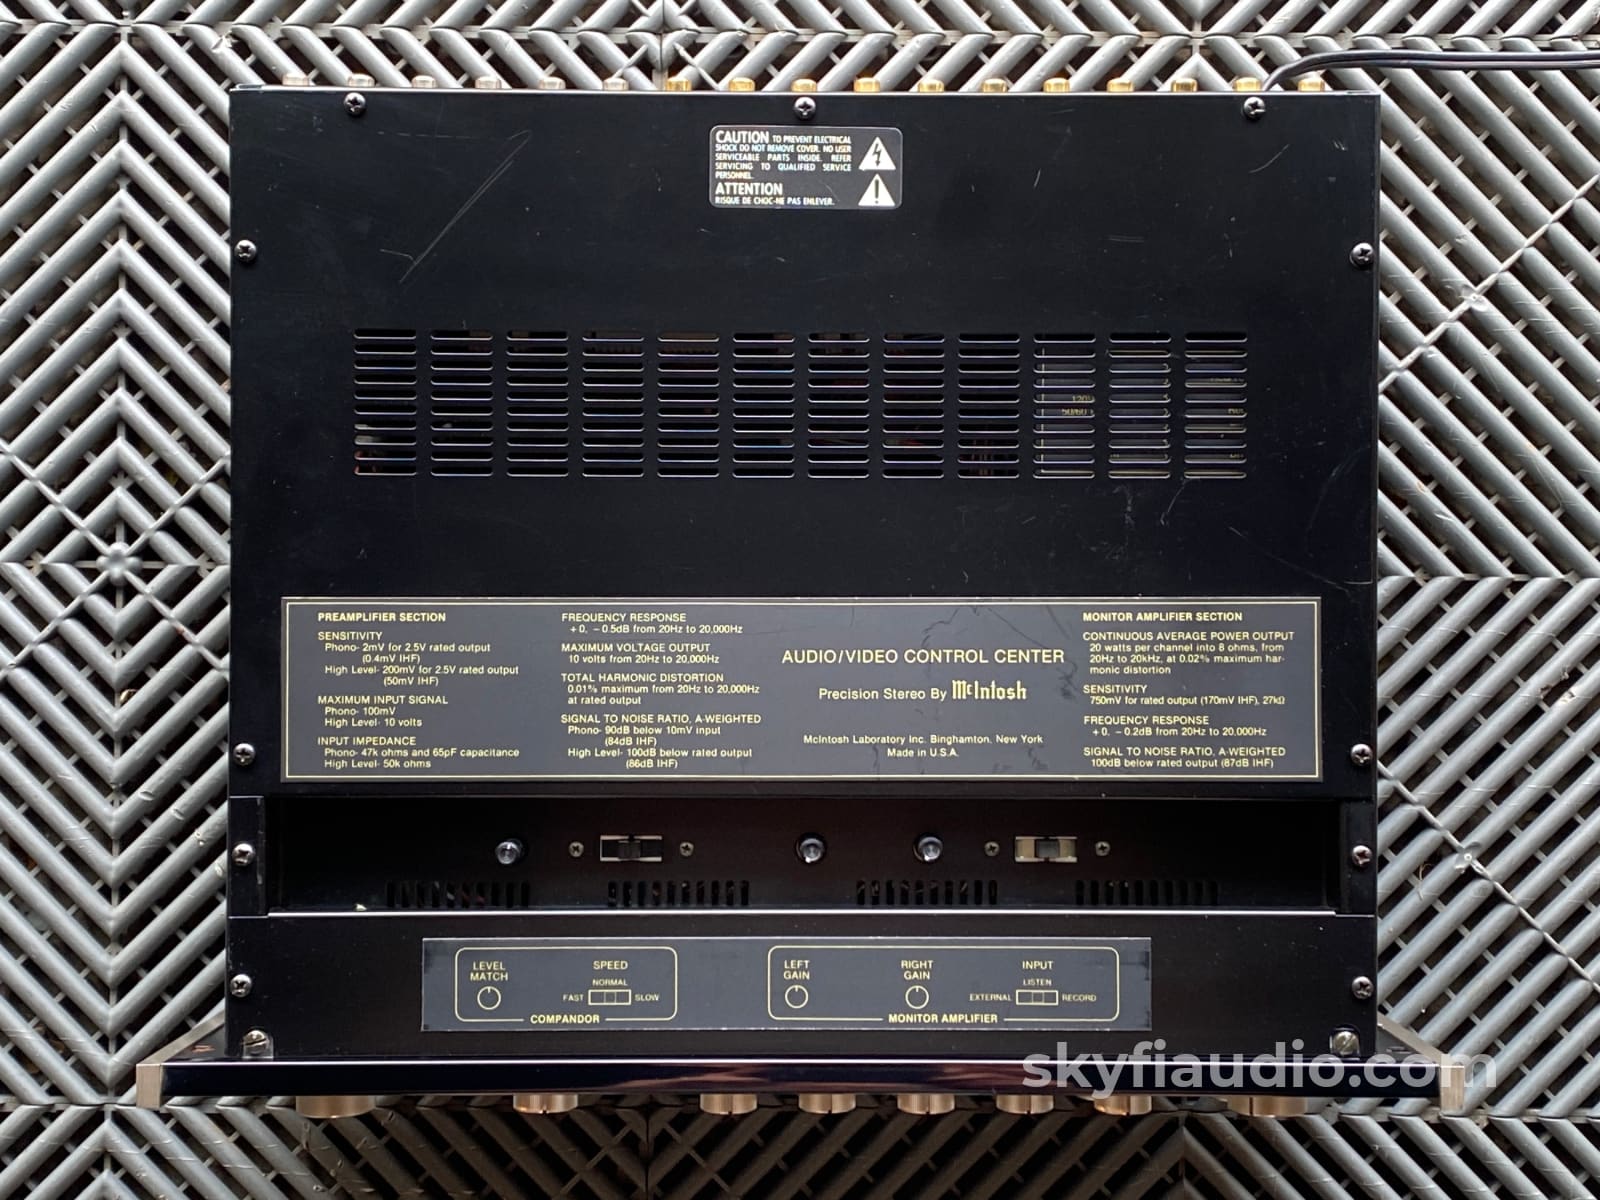 CAUTION TO PREVENT ELECTRICAL
SHOCK DO NOT REMOVE COVER. NO USER
SERVICEABLE PARTS INSIDE. REFER
SERVICING TO QUALIFIED SERVICE
PERSONNEL.
ATTENTION
RISQUE DE CHOC-NE PAS ENLEVER.
120V
50/60
PREAMPLIFIER SECTION
SENSITIVITY
Phono- 2mV for 2.5V rated output
(0.4mV IHF)
High Level- 200mV for 2.5V rated output
(50mV IHF)
MAXIMUM INPUT SIGNAL
Phono- 100mV
High Level- 10 volts
INPUT IMPEDANCE
Phono- 47k ohms and 65pF capacitance
High Level- 50k ohms
FREQUENCY RESPONSE
+0, -0.5dB from 20Hz to 20,000Hz
MAXIMUM VOLTAGE OUTPUT
10 volts from 20Hz to 20,000Hz
TOTAL HARMONIC DISTORTION
0.01% maximum from 20Hz to 20,000Hz
at rated output
SIGNAL TO NOISE RATIO, A-WEIGHTED
Phono- 90dB below 10mV input
(84dB IHF)
High Level- 100dB below rated output
(86dB IHF)
AUDIO/VIDEO CONTROL CENTER
Precision Stereo By McIntosh
McIntosh Laboratory Inc. Binghamton, New York
Made in U.S.A.
MONITOR AMPLIFIER SECTION
CONTINUOUS AVERAGE POWER OUTPUT
20 watts per channel into 8 ohms, from
20Hz to 20kHz, at 0.02% maximum har-
monic distortion
SENSITIVITY
750mV for rated output (170mV IHF), 27kΩ
FREQUENCY RESPONSE
+0, -0.2dB from 20Hz to 20,000Hz
SIGNAL TO NOISE RATIO, A-WEIGHTED
100dB below rated output (87dB IHF)
LEVEL
MATCH
SPEED
NORMAL
FAST SLOW
COMPANDOR
LEFT
GAIN
RIGHT
GAIN
INPUT
LISTEN
EXTERNAL RECORD
MONITOR AMPLIFIER
skyfiaudio.com